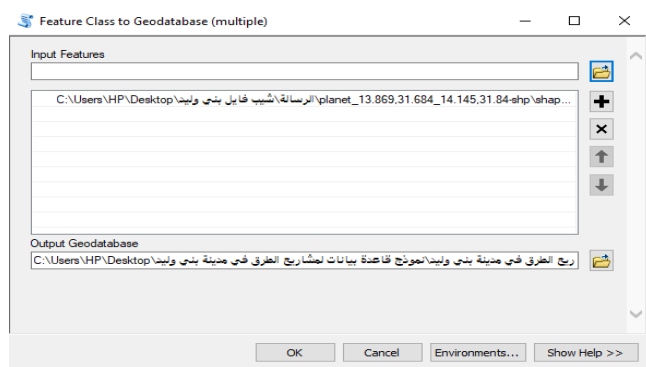 Feature Class to Geodatabase (multiple)
Input Features
C:\Users\HP\Desktop\الرسالة\شيب فايل بني وليد\planet_13.869,31.684_14.145,31.84-shp\shap...
Output Geodatabase
C:\Users\HP\Desktop\ريع الطرق في مدينة بني وليد\نموذج قاعدة بيانات لمشاريع الطرق في مدينة بني وليد
OK Cancel Environments... Show Help >>